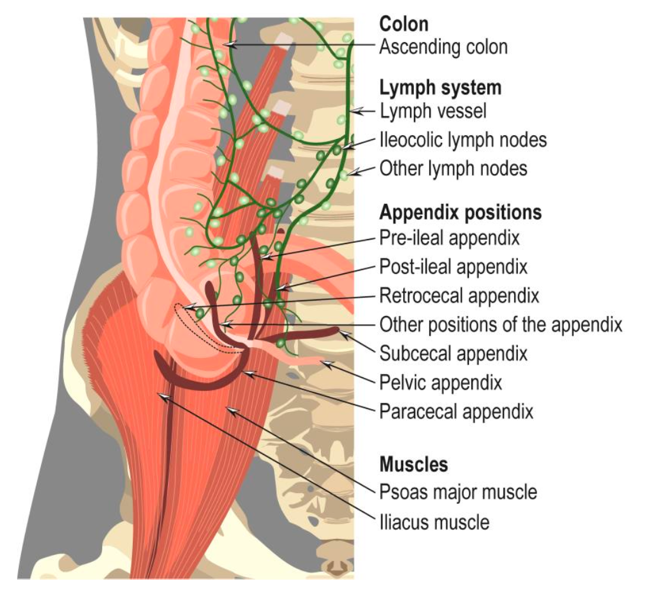 Colon
Ascending colon
Lymph system
Lymph vessel
Ileocolic lymph nodes
Other lymph nodes
Appendix positions
Pre-ileal appendix
Post-ileal appendix
Retrocecal appendix
Other positions of the appendix
Subcecal appendix
Pelvic appendix
Paracecal appendix
Muscles
Psoas major muscle
Iliacus muscle